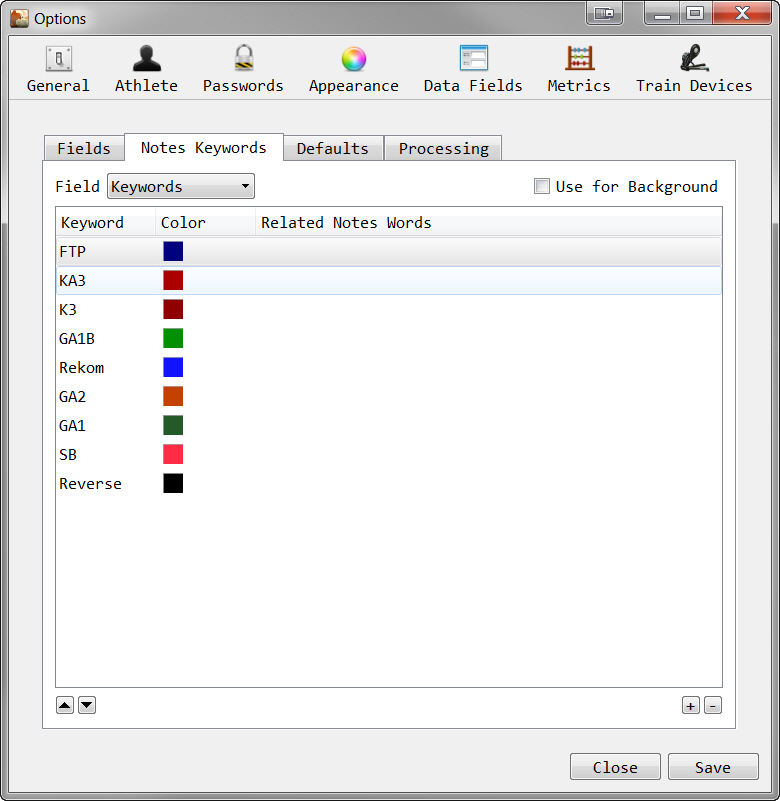 Options
General Athlete Passwords Appearance Data Fields Metrics Train Devices
Fields Notes Keywords Defaults Processing
Field Keywords Use for Background
Keyword Color Related Notes Words
FTP
KA3
K3
GA1B
Rekom
GA2
GA1
SB
Reverse
+ -
Close Save